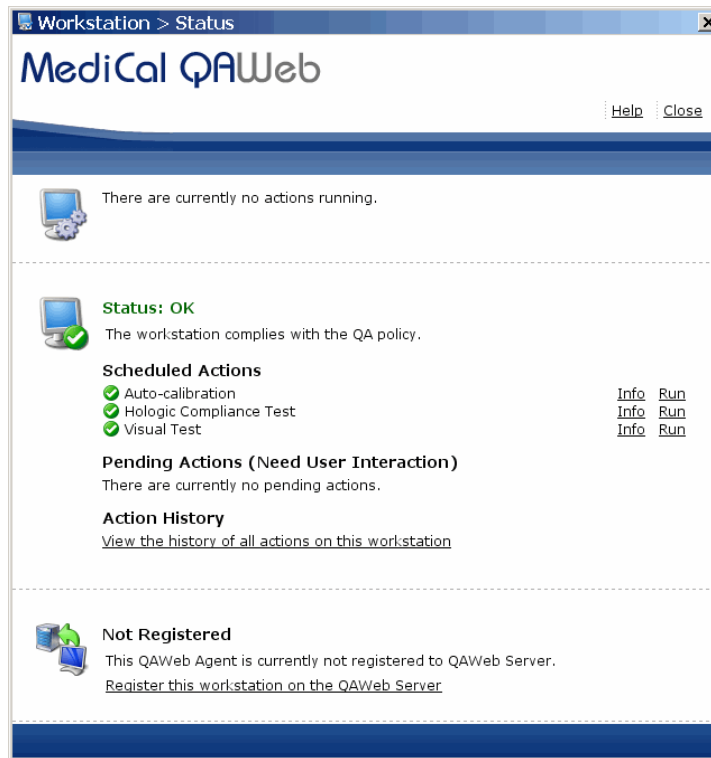 Workstation > Status
MediCal QAWeb
Help Close
There are currently no actions running.
Status: OK
The workstation complies with the QA policy.
Scheduled Actions
Auto-calibration Info Run
Hologic Compliance Test Info Run
Visual Test Info Run
Pending Actions (Need User Interaction)
There are currently no pending actions.
Action History
View the history of all actions on this workstation
Not Registered
This QAWeb Agent is currently not registered to QAWeb Server.
Register this workstation on the QAWeb Server